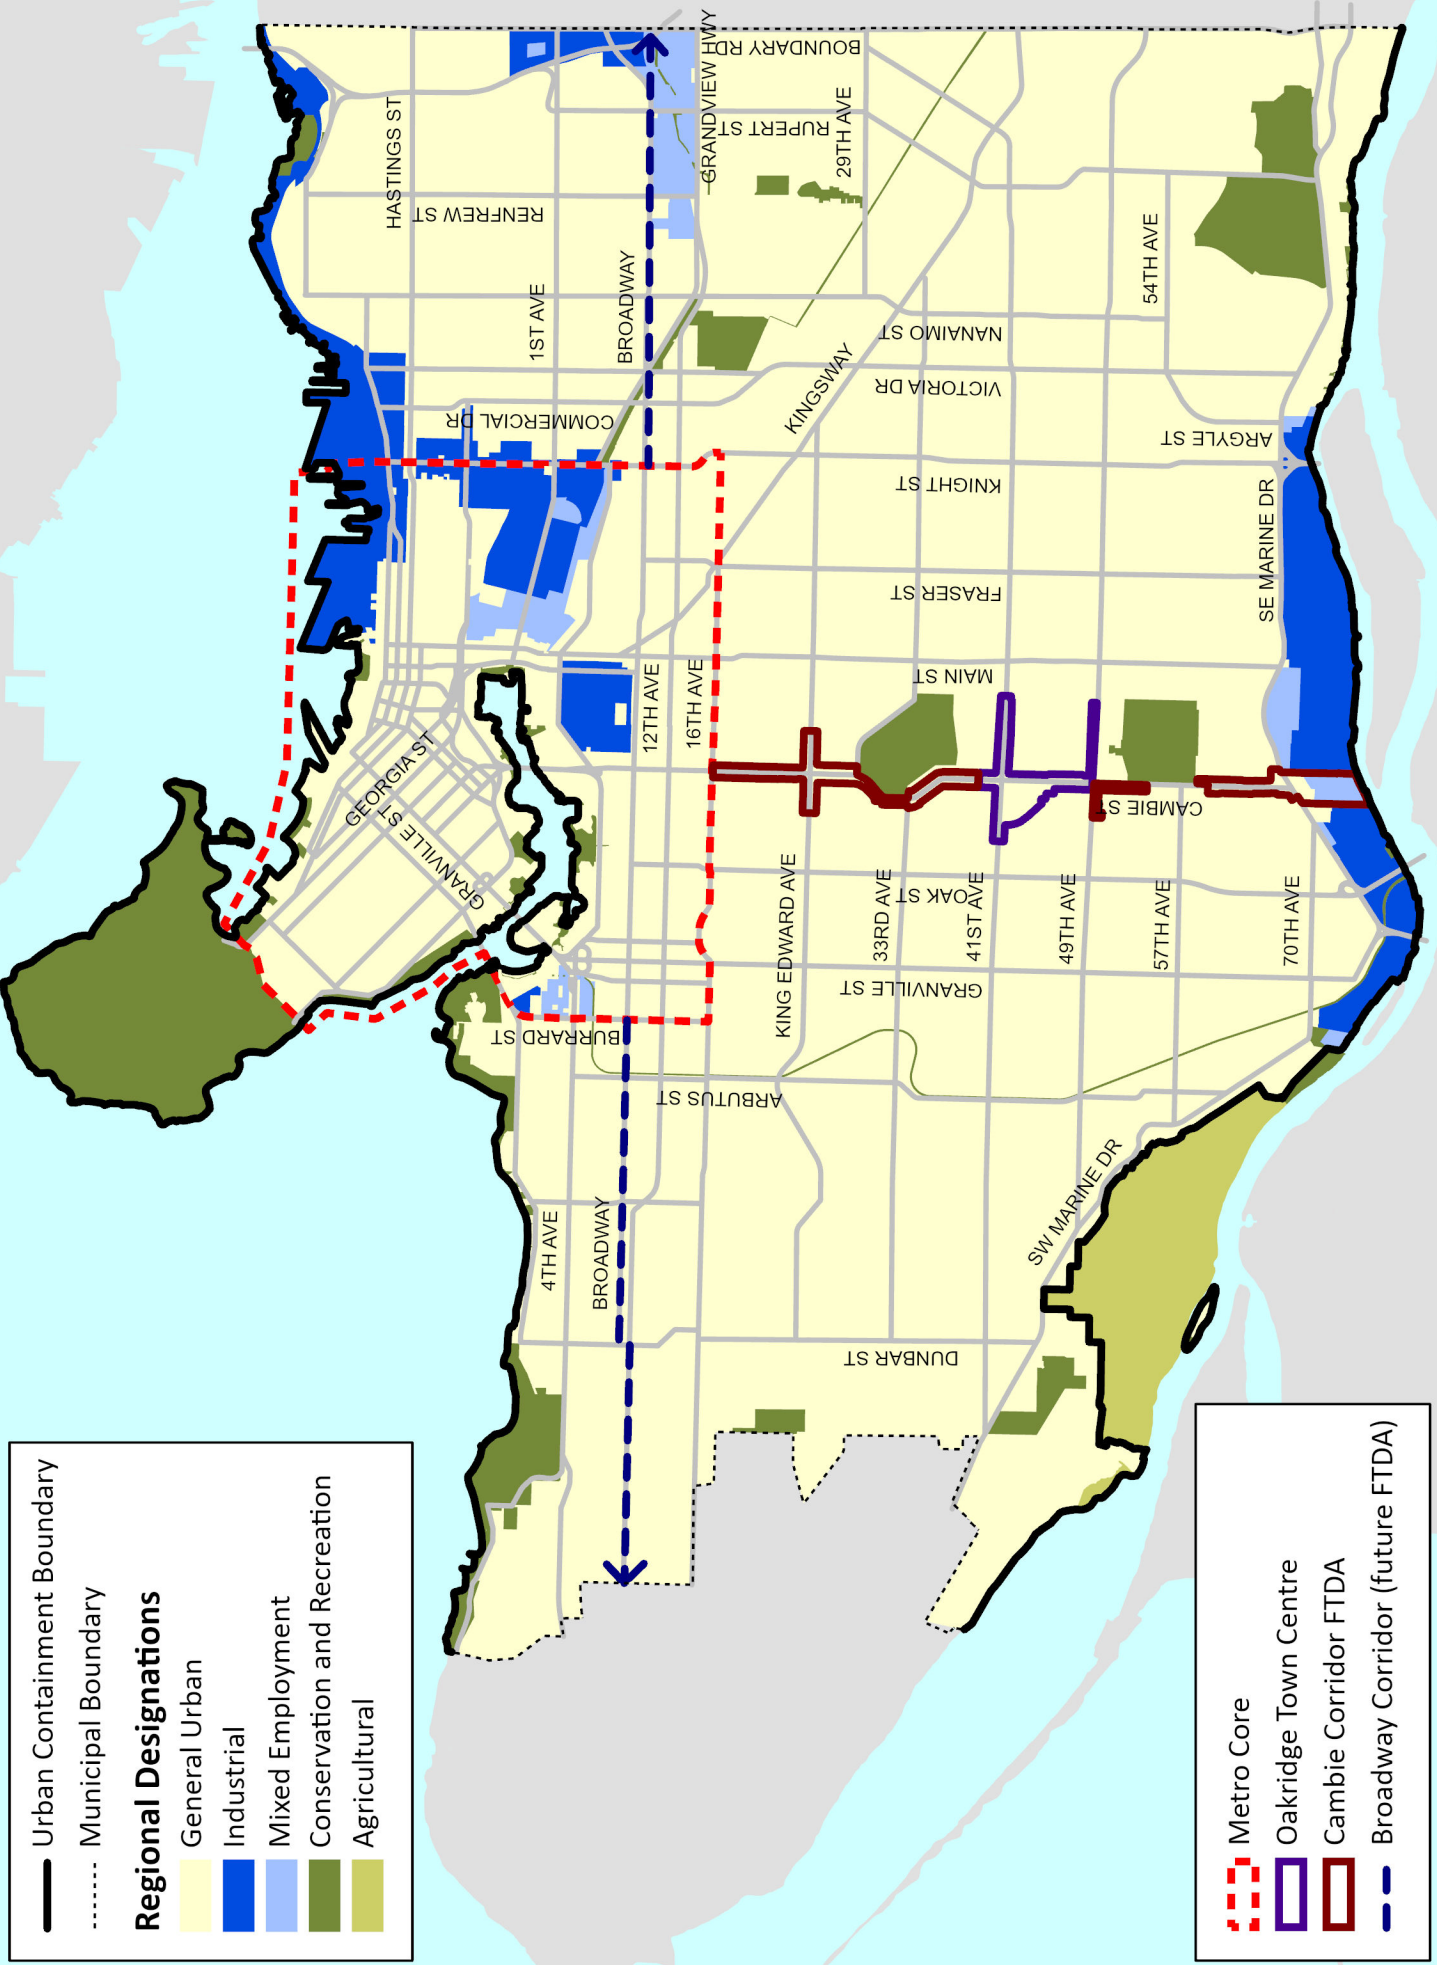 Urban Containment Boundary
Municipal Boundary
Regional Designations
General Urban
Industrial
Mixed Employment
Conservation and Recreation
Agricultural
Metro Core
Oakridge Town Centre
Cambie Corridor FTDA
Broadway Corridor (future FTDA)
GEORGIA ST
GRANVILLE ST
HASTINGS ST
RENFREW ST
1ST AVE
COMMERCIAL DR
BURRARD ST
4TH AVE
BROADWAY
BROADWAY
12TH AVE
16TH AVE
GRANDVIEW HWY
BOUNDARY RD
RUPERT ST
29TH AVE
ARBUTUS ST
KING EDWARD AVE
KINGSWAY
NANAIMO ST
VICTORIA DR
KNIGHT ST
FRASER ST
MAIN ST
33RD AVE
OAK ST
41ST AVE
GRANVILLE ST
DUNBAR ST
49TH AVE
CAMBIE ST
57TH AVE
54TH AVE
ARGYLE ST
SW MARINE DR
70TH AVE
SE MARINE DR